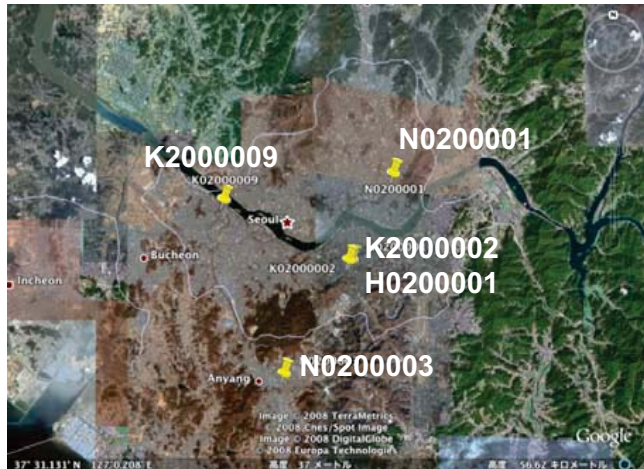 N
N0200001
K2000009
K02000009
N0200001
Seoul
K2000002
Bucheon
K02000002
H0200001
Incheon
N0200003
Anyang
Image © 2008 TerraMetrics
© 2008 Cnes/Spot Image
Image © 2008 DigitalGlobe
© 2008 Europa Technologies
Google
37° 31.131' N 127° 0.208' E 高度 37 メートル 高度 56.62 キロメートル